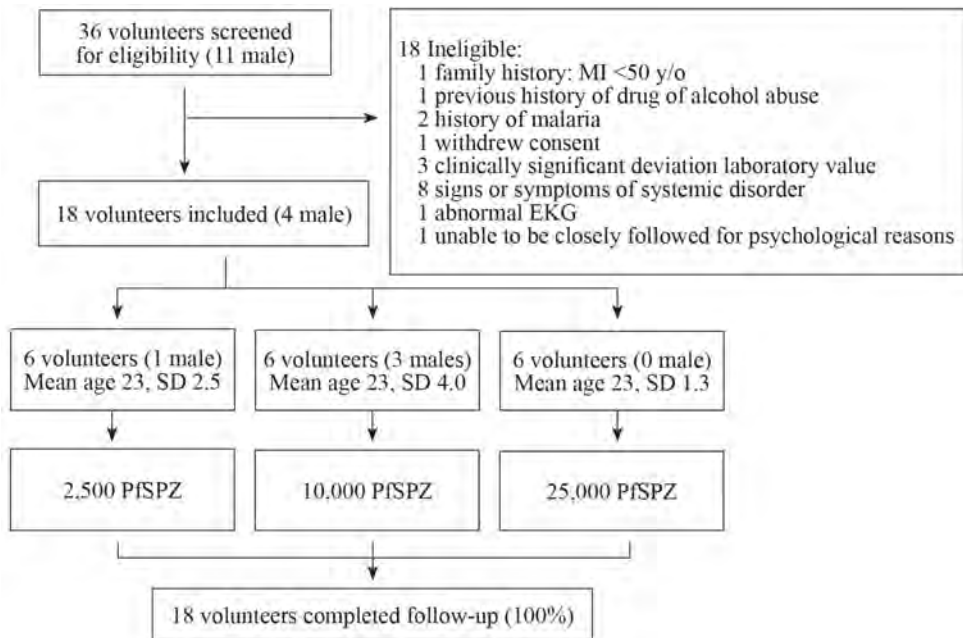 36 volunteers screened
for eligibility (11 male)
18 Ineligible:
1 family history: MI <50 y/o
1 previous history of drug of alcohol abuse
2 history of malaria
1 withdrew consent
3 clinically significant deviation laboratory value
8 signs or symptoms of systemic disorder
1 abnormal EKG
1 unable to be closely followed for psychological reasons
18 volunteers included (4 male)
6 volunteers (1 male)
Mean age 23, SD 2.5
6 volunteers (3 males)
Mean age 23, SD 4.0
6 volunteers (0 male)
Mean age 23, SD 1.3
2,500 PfSPZ
10,000 PfSPZ
25,000 PfSPZ
18 volunteers completed follow-up (100%)